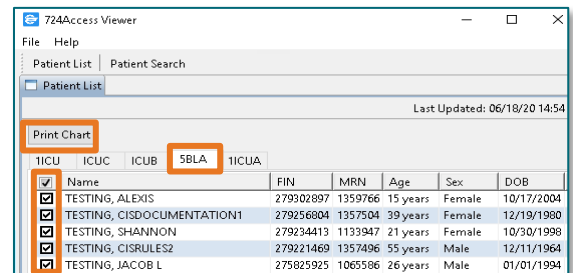 724Access Viewer
File Help
Patient List Patient Search
Patient List
Last Updated: 06/18/20 14:54
Print Chart
1ICU ICUC ICUB 5BLA 1ICUA
Name FIN MRN Age Sex DOB
TESTING, ALEXIS 279302897 1359766 15 years Female 10/17/2004
TESTING, CISDOCUMENTATION1 279256804 1357504 39 years Female 12/19/1980
TESTING, SHANNON 279234413 1133947 21 years Female 10/30/1998
TESTING, CISRULES2 279221469 1357496 55 years Male 12/11/1964
TESTING, JACOB L 275825925 1065586 26 years Male 01/01/1994